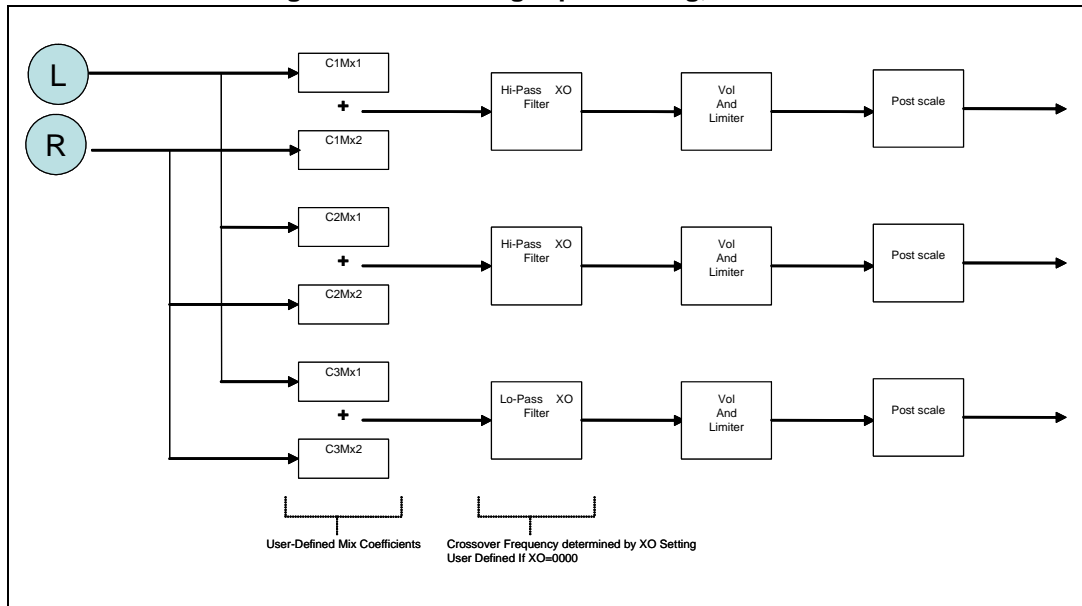 L
R
C1Mx1
+
C1Mx2
Hi-Pass XO
Filter
Vol
And
Limiter
Post scale
C2Mx1
+
C2Mx2
Hi-Pass XO
Filter
Vol
And
Limiter
Post scale
C3Mx1
+
C3Mx2
Lo-Pass XO
Filter
Vol
And
Limiter
Post scale
User-Defined Mix Coefficients
Crossover Frequency determined by XO Setting
User Defined If XO=0000